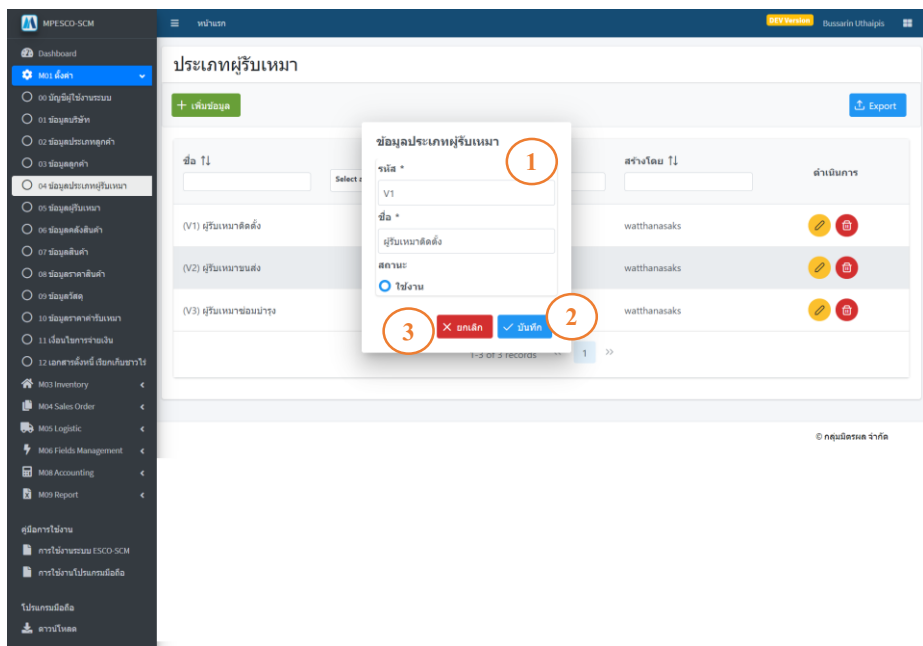 MPESCO-SCM
หน้าแรก
DEV Version
Bussarin Uthaipis
Dashboard
M01 ตั้งค่า
00 บัญชีผู้ใช้งานระบบ
01 ข้อมูลบริษัท
02 ข้อมูลประเภทลูกค้า
03 ข้อมูลลูกค้า
04 ข้อมูลประเภทผู้รับเหมา
05 ข้อมูลผู้รับเหมา
06 ข้อมูลคลังสินค้า
07 ข้อมูลสินค้า
08 ข้อมูลราคาสินค้า
09 ข้อมูลวัสดุ
10 ข้อมูลราคาค่ารับเหมา
11 เงื่อนไขการจ่ายเงิน
12 เอกสารตั้งหนี้ เรียกเก็บชาวไร่
M03 Inventory
M04 Sales Order
M05 Logistic
M06 Fields Management
M08 Accounting
M09 Report
คู่มือการใช้งาน
การใช้งานระบบ ESCO-SCM
การใช้งานโปรแกรมมือถือ
โปรแกรมมือถือ
ดาวน์โหลด
ประเภทผู้รับเหมา
+ เพิ่มข้อมูล
Export
ชื่อ
Select
สร้างโดย
ดำเนินการ
(V1) ผู้รับเหมาติดตั้ง
watthanasaks
(V2) ผู้รับเหมาขนส่ง
watthanasaks
(V3) ผู้รับเหมาซ่อมบำรุง
watthanasaks
1-3 of 3 records
1
ข้อมูลประเภทผู้รับเหมา
1
รหัส *
V1
ชื่อ *
ผู้รับเหมาติดตั้ง
สถานะ
ใช้งาน
3
ยกเลิก
บันทึก
2
© กลุ่มมิตรผล จำกัด